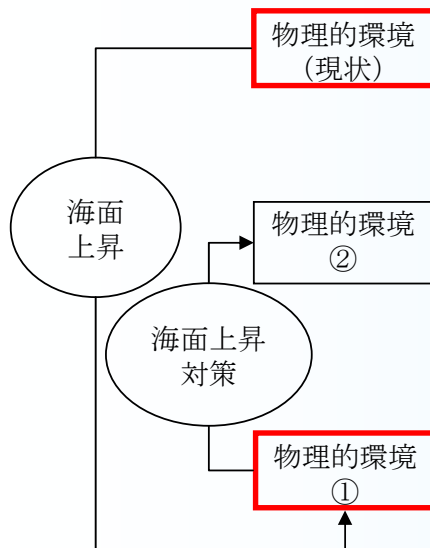 物理的環境
(現状)
海面
上昇
物理的環境
②
海面上昇
対策
物理的環境
①